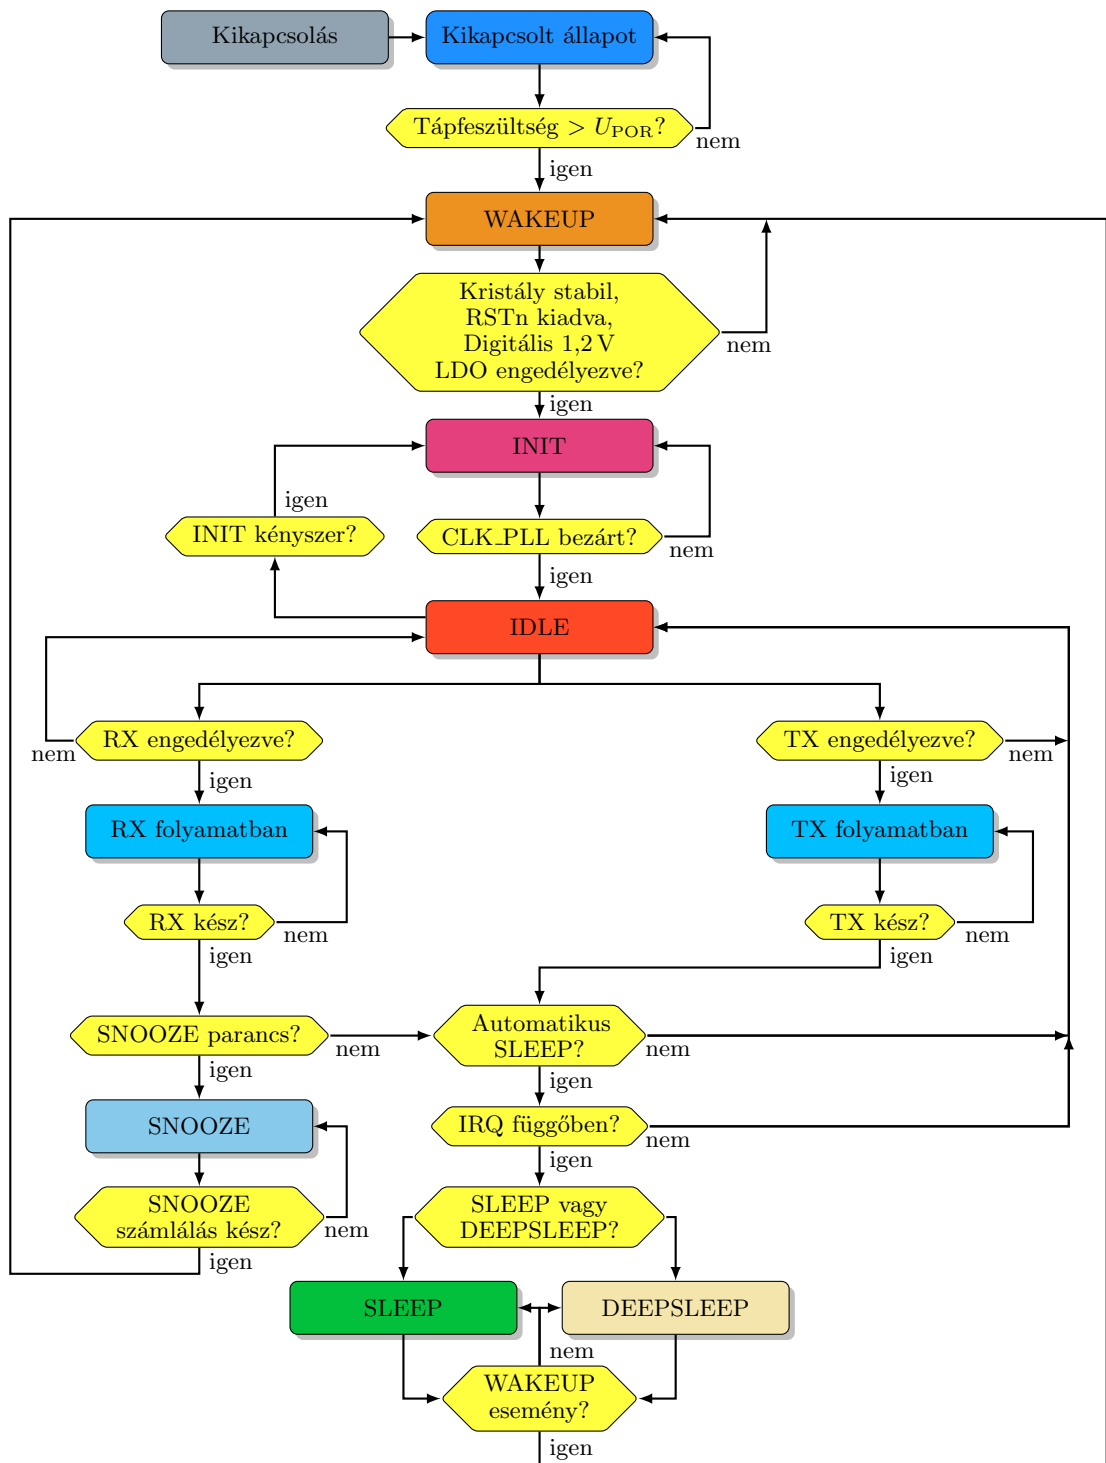 Kikapcsolás
Kikapcsolt állapot
Tápfeszültség > U_POR?
nem
igen
WAKEUP
Kristály stabil,
RSTn kiadva,
Digitális 1,2 V
LDO engedélyezve?
nem
igen
INIT
igen
INIT kényszer?
CLK_PLL bezárt?
nem
igen
IDLE
RX engedélyezve?
nem
igen
TX engedélyezve?
nem
igen
RX folyamatban
TX folyamatban
RX kész?
nem
igen
TX kész?
nem
igen
SNOOZE parancs?
nem
igen
Automatikus
SLEEP?
nem
igen
SNOOZE
IRQ függőben?
nem
igen
SNOOZE
számlálás kész?
nem
igen
SLEEP vagy
DEEPSLEEP?
SLEEP
DEEPSLEEP
nem
WAKEUP
esemény?
igen